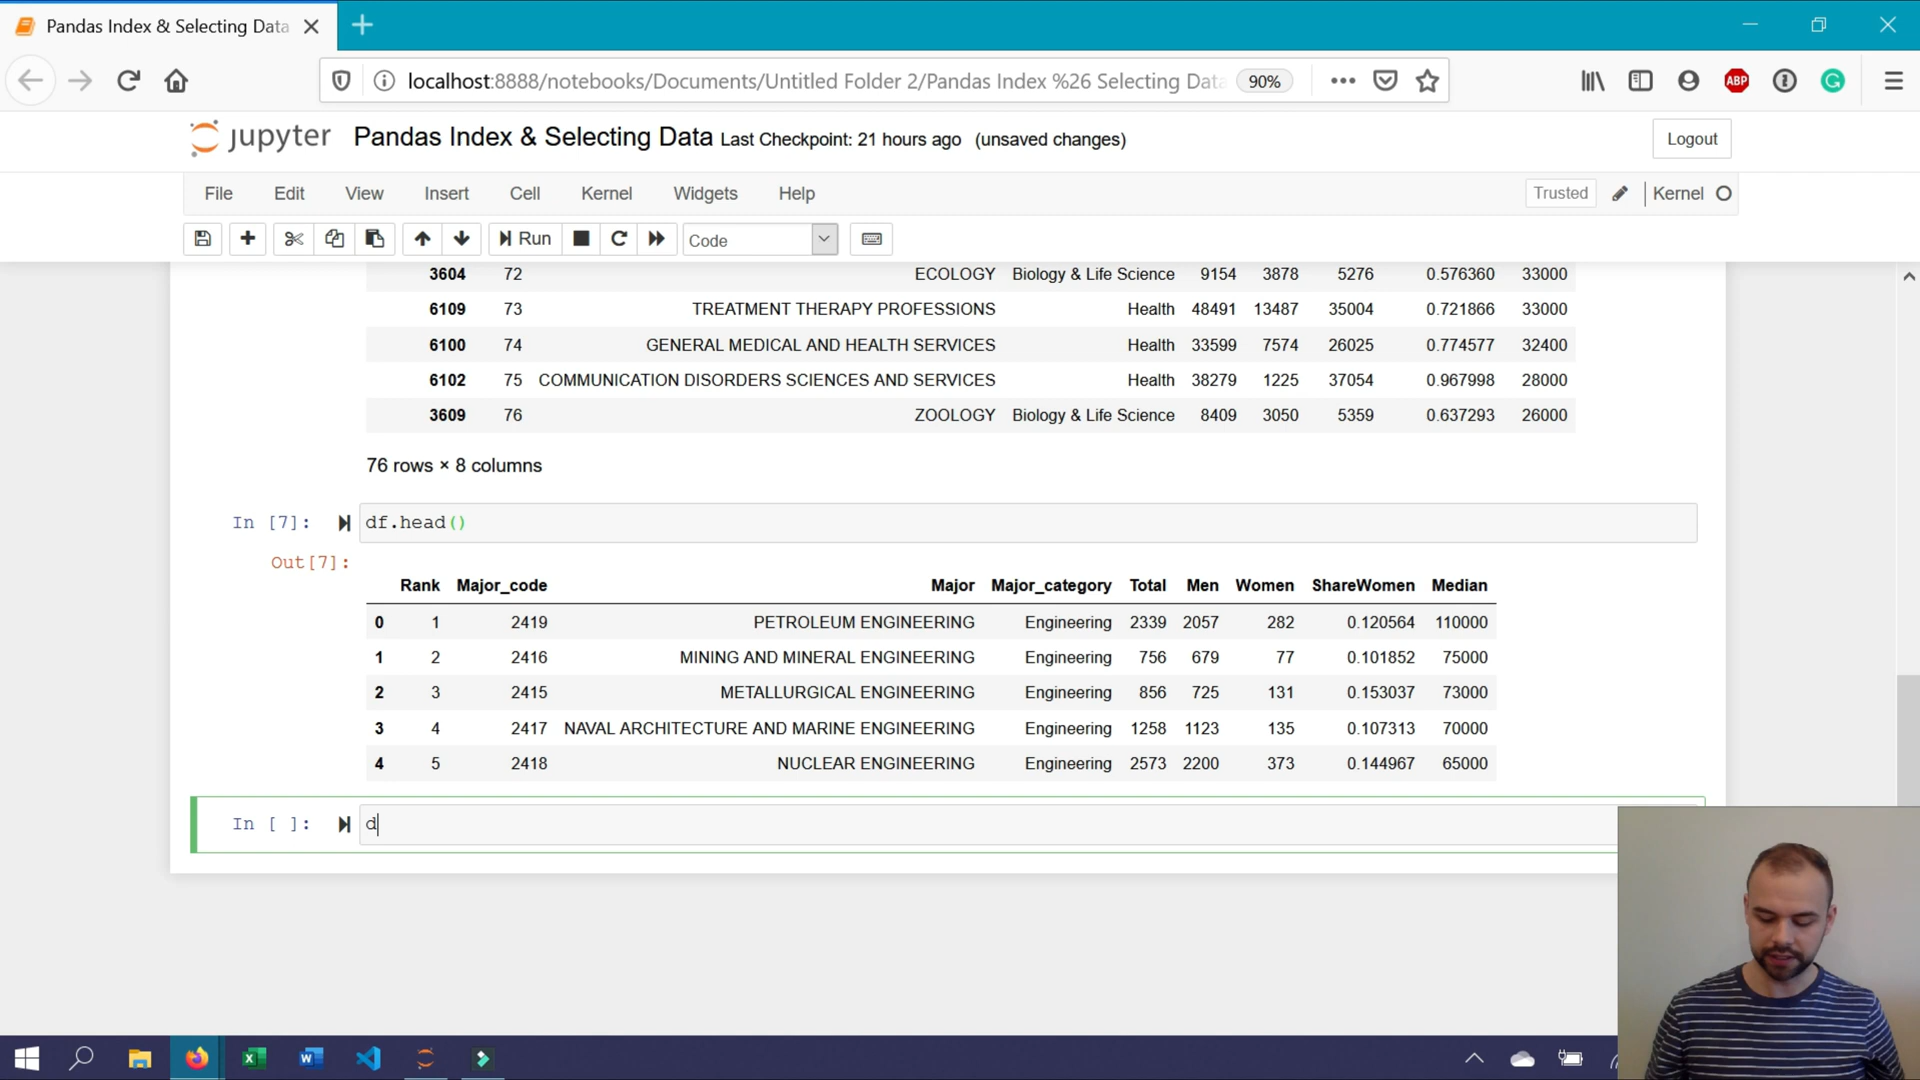 Pandas Index & Selecting Data
localhost:8888/notebooks/Documents/Untitled Folder 2/Pandas Index %26 Selecting Data
90%
ABP
jupyter Pandas Index & Selecting Data Last Checkpoint: 21 hours ago (unsaved changes)
Logout
File Edit View Insert Cell Kernel Widgets Help
Trusted Kernel
Run Code
3604 72 ECOLOGY Biology & Life Science 9154 3878 5276 0.576360 33000
6109 73 TREATMENT THERAPY PROFESSIONS Health 48491 13487 35004 0.721866 33000
6100 74 GENERAL MEDICAL AND HEALTH SERVICES Health 33599 7574 26025 0.774577 32400
6102 75 COMMUNICATION DISORDERS SCIENCES AND SERVICES Health 38279 1225 37054 0.967998 28000
3609 76 ZOOLOGY Biology & Life Science 8409 3050 5359 0.637293 26000
76 rows × 8 columns
In [7]: df.head()
Out[7]:
Rank Major_code Major Major_category Total Men Women ShareWomen Median
0 1 2419 PETROLEUM ENGINEERING Engineering 2339 2057 282 0.120564 110000
1 2 2416 MINING AND MINERAL ENGINEERING Engineering 756 679 77 0.101852 75000
2 3 2415 METALLURGICAL ENGINEERING Engineering 856 725 131 0.153037 73000
3 4 2417 NAVAL ARCHITECTURE AND MARINE ENGINEERING Engineering 1258 1123 135 0.107313 70000
4 5 2418 NUCLEAR ENGINEERING Engineering 2573 2200 373 0.144967 65000
In [ ]: d